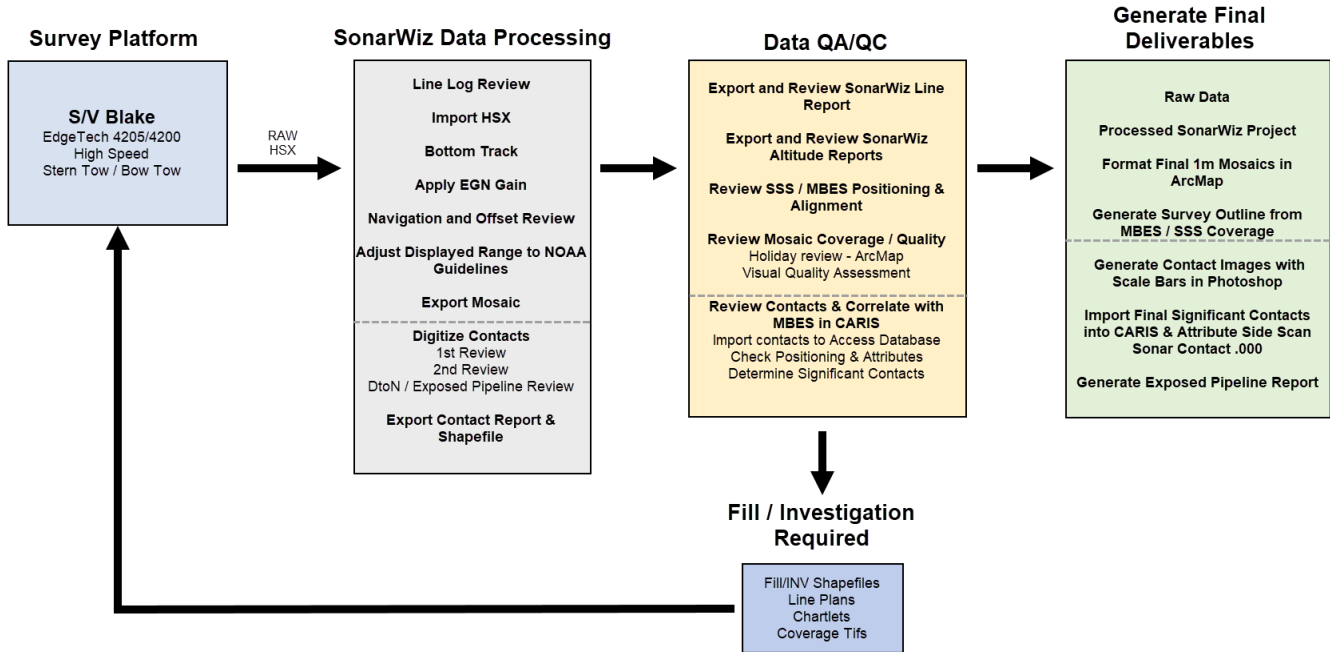 Survey Platform
S/V Blake
EdgeTech 4205/4200
High Speed
Stern Tow / Bow Tow
RAW
HSX
SonarWiz Data Processing
Line Log Review
Import HSX
Bottom Track
Apply EGN Gain
Navigation and Offset Review
Adjust Displayed Range to NOAA
Guidelines
Export Mosaic
Digitize Contacts
1st Review
2nd Review
DtoN / Exposed Pipeline Review
Export Contact Report &
Shapefile
Data QA/QC
Export and Review SonarWiz Line
Report
Export and Review SonarWiz
Altitude Reports
Review SSS / MBES Positioning &
Alignment
Review Mosaic Coverage / Quality
Holiday review - ArcMap
Visual Quality Assessment
Review Contacts & Correlate with
MBES in CARIS
Import contacts to Access Database
Check Positioning & Attributes
Determine Significant Contacts
Generate Final
Deliverables
Raw Data
Processed SonarWiz Project
Format Final 1m Mosaics in
ArcMap
Generate Survey Outline from
MBES / SSS Coverage
Generate Contact Images with
Scale Bars in Photoshop
Import Final Significant Contacts
into CARIS & Attribute Side Scan
Sonar Contact .000
Generate Exposed Pipeline Report
Fill / Investigation
Required
Fill/INV Shapefiles
Line Plans
Chartlets
Coverage Tifs